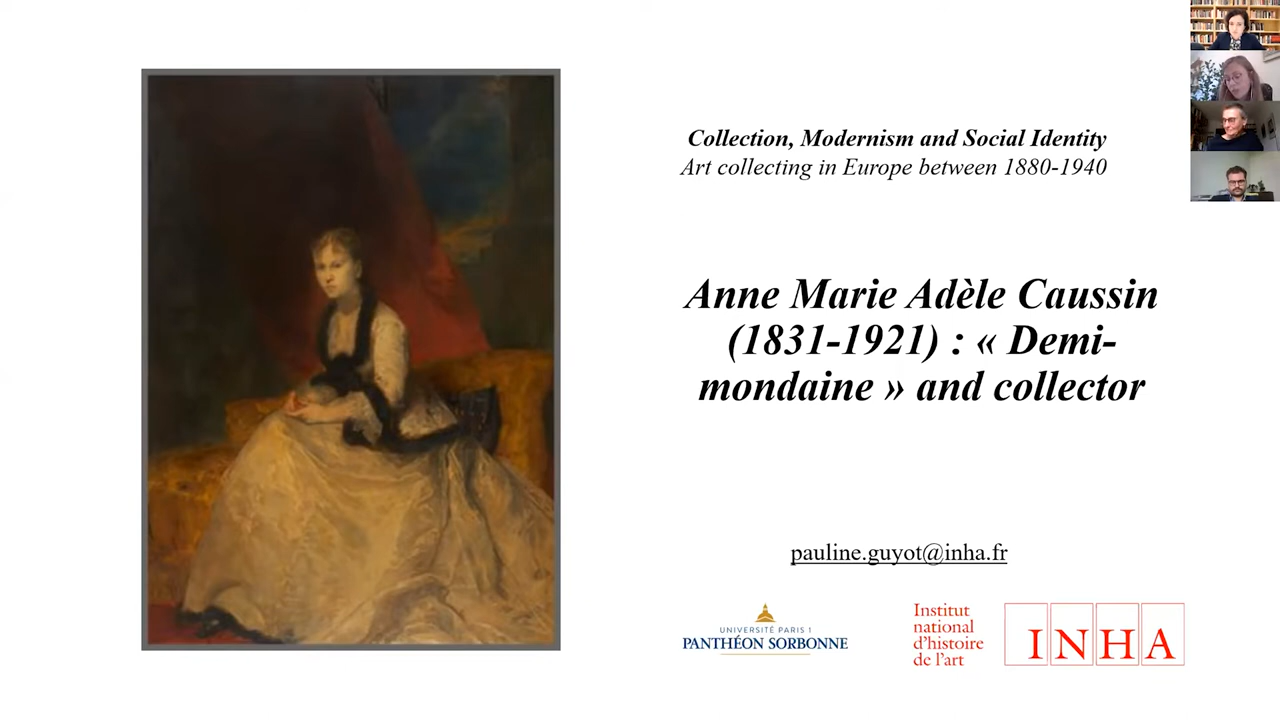 Collection, Modernism and Social Identity
Art collecting in Europe between 1880-1940
Anne Marie Adèle Caussin
(1831-1921) : « Demi-
mondaine » and collector
pauline.guyot@inha.fr
UNIVERSITÉ PARIS 1
PANTHÉON SORBONNE
Institut
national
d'histoire
de l'art
INHA